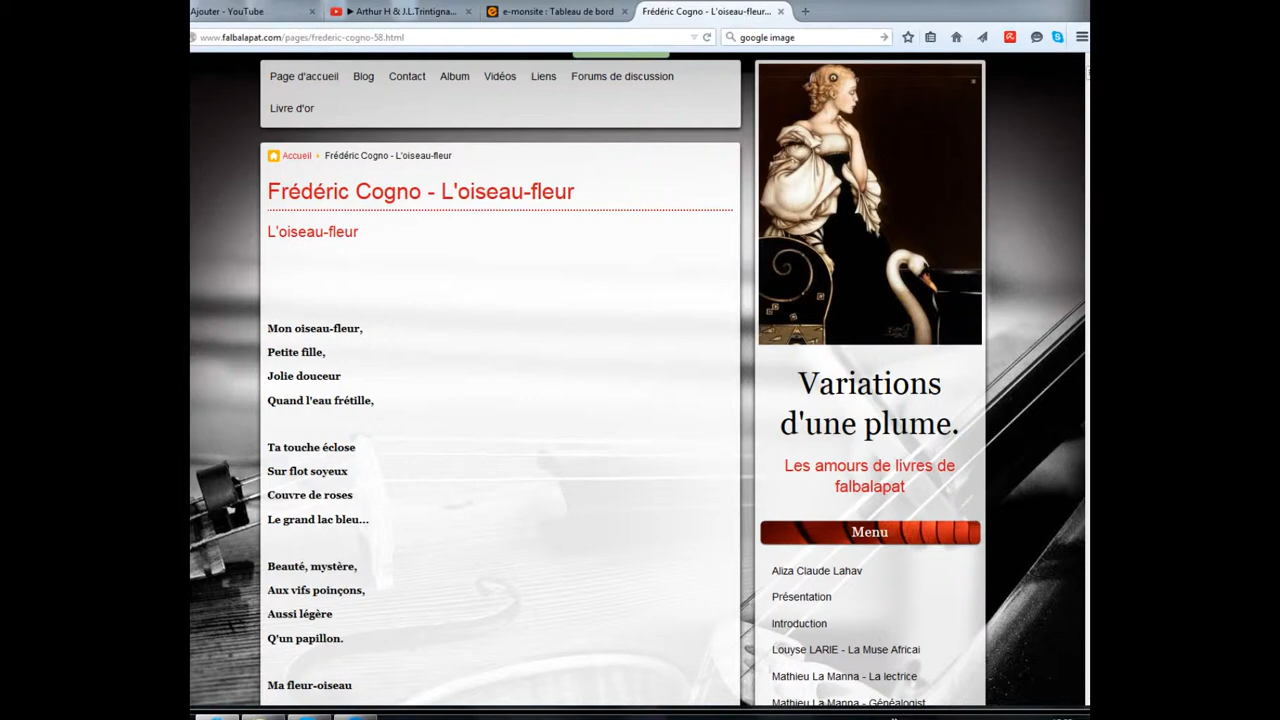 Ajouter - YouTube
Arthur H & J.L.Trintigna...
e-monsite : Tableau de bord
Frédéric Cogno - L'oiseau-fleur...
www.falbalapat.com/pages/frederic-cogno-58.html
google image
Page d'accueil Blog Contact Album Vidéos Liens Forums de discussion
Livre d'or
Accueil Frédéric Cogno - L'oiseau-fleur
Frédéric Cogno - L'oiseau-fleur
L'oiseau-fleur
Mon oiseau-fleur,
Petite fille,
Jolie douceur
Quand l'eau frétille,
Ta touche éclose
Sur flot soyeux
Couvre de roses
Le grand lac bleu...
Beauté, mystère,
Aux vifs poinçons,
Aussi légère
Q'un papillon.
Ma fleur-oiseau
Variations
d'une plume.
Les amours de livres de
falbalapat
Menu
Aliza Claude Lahav
Présentation
Introduction
Louyse LARIE - La Muse Africai
Mathieu La Manna - La lectrice
Mathieu La Manna - Généalogist